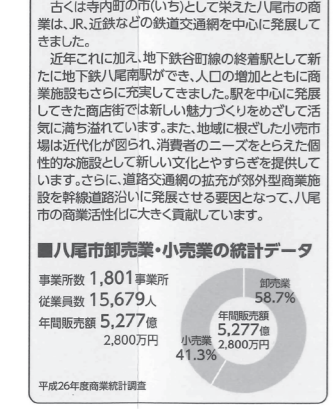 古くは寺内町の市(いち)として栄えた八尾市の商
業は、JR、近鉄などの鉄道交通網を中心に発展して
きました。
近年これに加え、地下鉄谷町線の終着駅として新
たに地下鉄八尾南駅ができ、人口の増加とともに商
業施設もさらに充実してきました。駅を中心に発展
してきた商店街では新しい魅力づくりをめざして活
気に満ち溢れています。また、地域に根ざした小売市
場は近代化が図られ、消費者のニーズをとらえた個
性的な施設として新しい文化とやすらぎを提供して
います。さらに、道路交通網の拡充が郊外型商業施
設を幹線道路沿いに発展させる要因となって、八尾
市の商業活性化に大きく貢献しています。
■八尾市卸売業・小売業の統計データ
事業所数 1,801事業所
従業員数 15,679人
年間販売額 5,277億
2,800万円
卸売業
58.7%
年間販売額
5,277億
2,800万円
小売業
41.3%
平成26年度商業統計調査